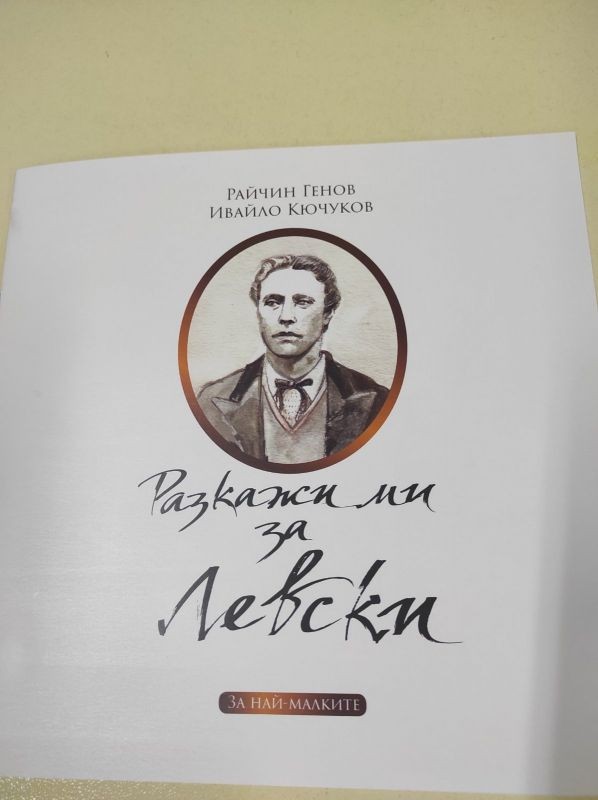 Райчин Генов
Ивайло Кючуков
Разкажи ми
за
Левски
За най-малките